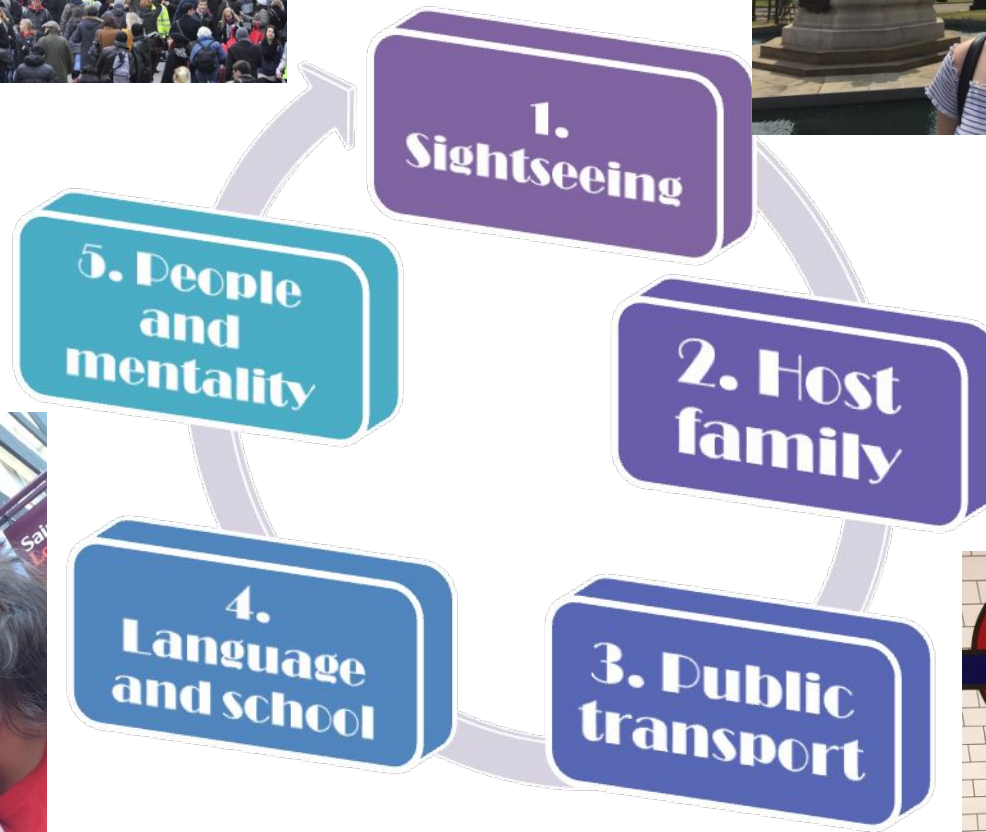 1.
Sightseeing
2. Host
family
3. Public
transport
4.
Language
and school
5. People
and
mentality